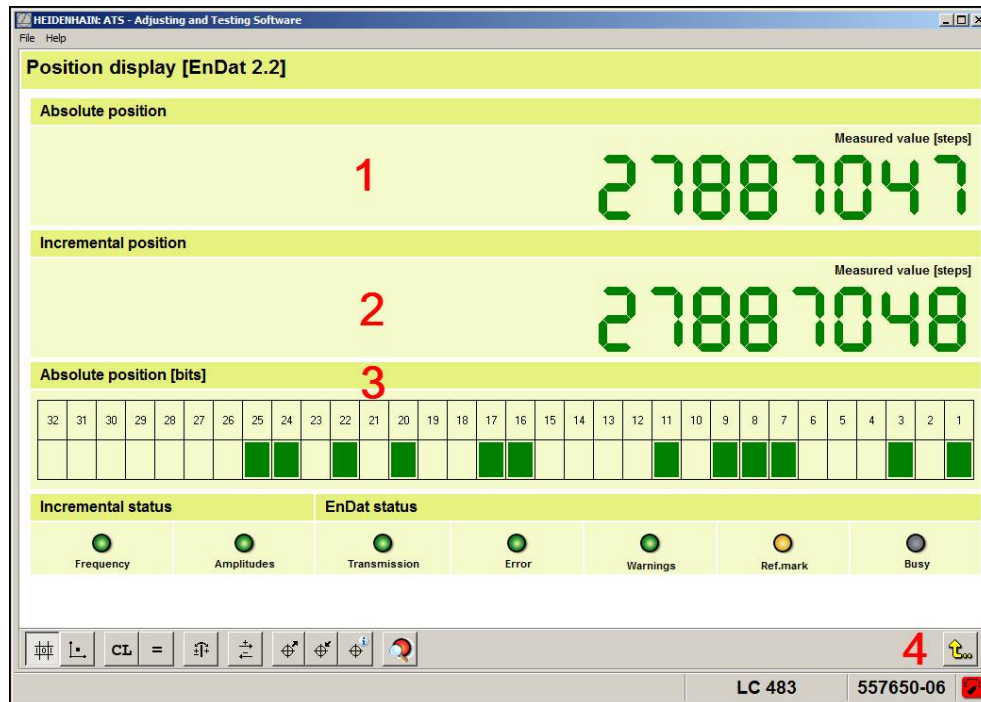 HEIDENHAIN: ATS - Adjusting and Testing Software
File Help
Position display [EnDat 2.2]
Absolute position
Measured value [steps]
1
27887047
Incremental position
Measured value [steps]
2
27887048
Absolute position [bits]
3
32 31 30 29 28 27 26 25 24 23 22 21 20 19 18 17 16 15 14 13 12 11 10 9 8 7 6 5 4 3 2 1
Incremental status EnDat status
Frequency Amplitudes Transmission Error Warnings Ref.mark Busy
CL = 4
LC 483 557650-06